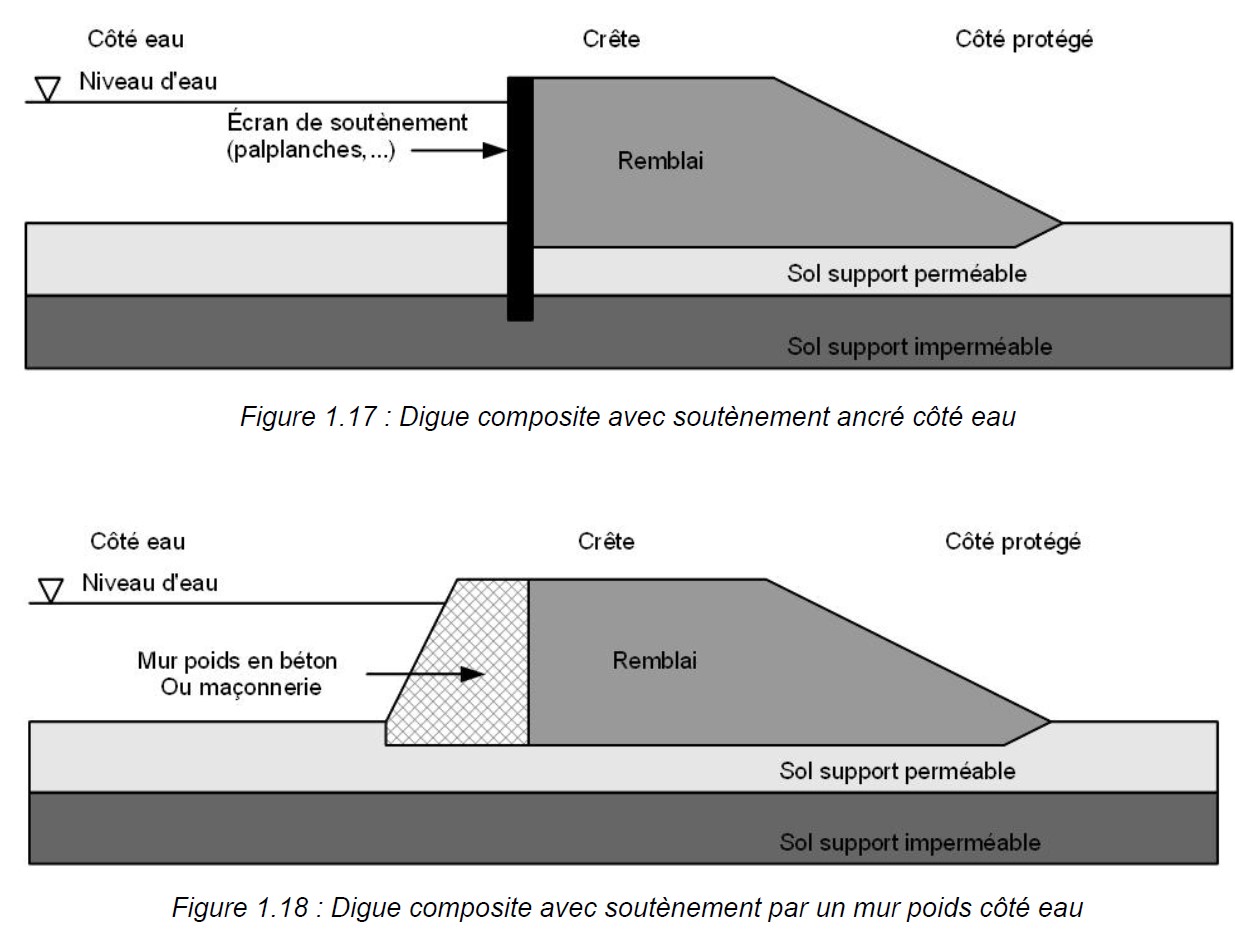 Côté eau
Crête
Côté protégé
Niveau d'eau
Écran de soutènement
(palplanches,...)
Remblai
Sol support perméable
Sol support imperméable
Figure 1.17 : Digue composite avec soutènement ancré côté eau
Côté eau
Crête
Côté protégé
Niveau d'eau
Mur poids en béton
Ou maçonnerie
Remblai
Sol support perméable
Sol support imperméable
Figure 1.18 : Digue composite avec soutènement par un mur poids côté eau